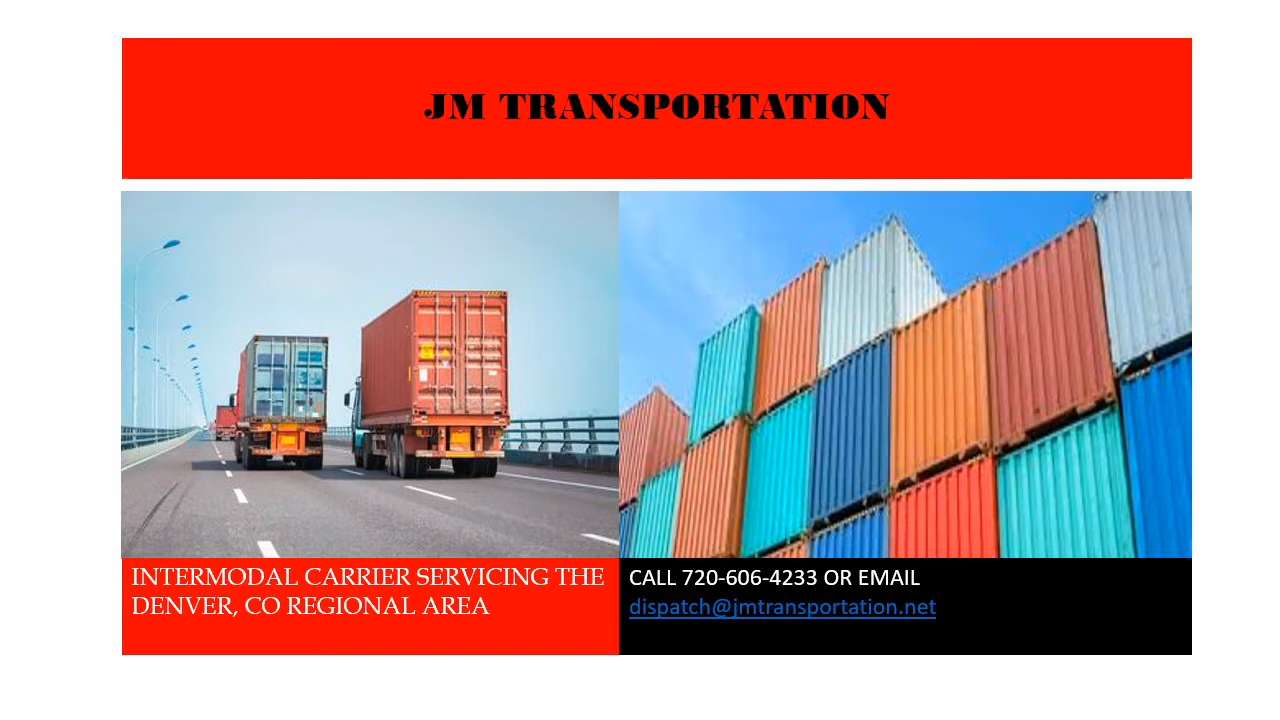 JM TRANSPORTATION
INTERMODAL CARRIER SERVICING THE
DENVER, CO REGIONAL AREA
CALL 720-606-4233 OR EMAIL
dispatch@jmtransportation.net